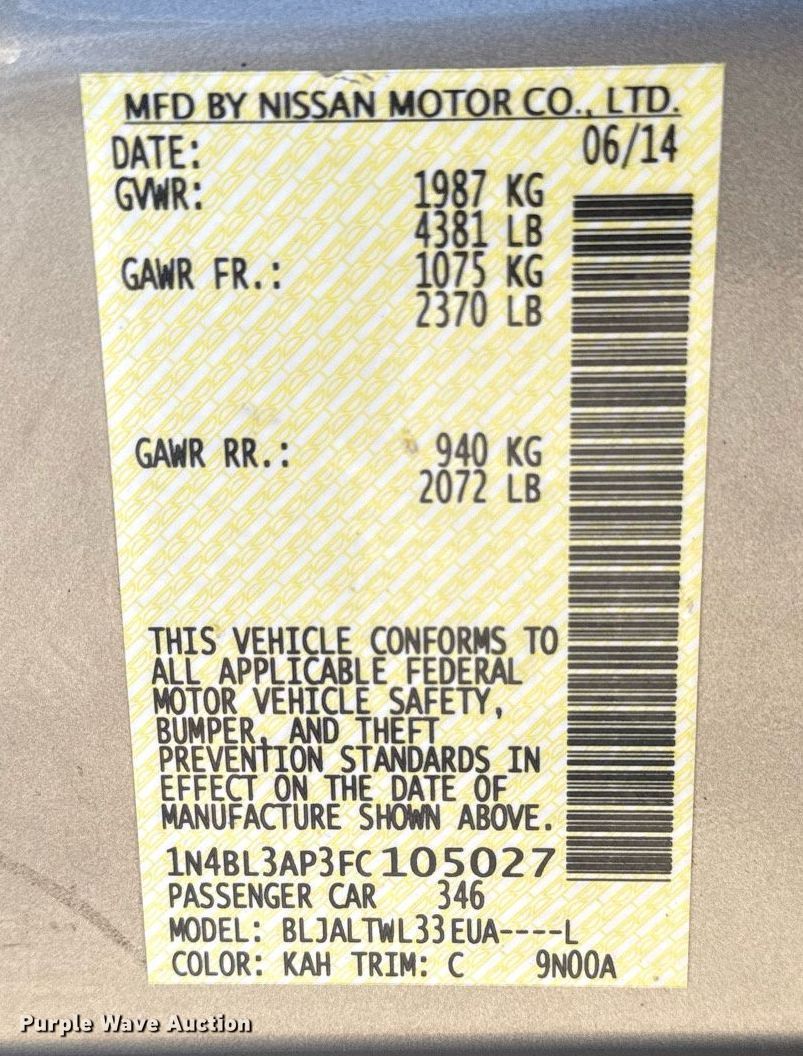 MFD BY NISSAN MOTOR CO., LTD.
DATE: 06/14
GVWR: 1987 KG
4381 LB
GAWR FR.: 1075 KG
2370 LB
GAWR RR.: 940 KG
2072 LB
THIS VEHICLE CONFORMS TO
ALL APPLICABLE FEDERAL
MOTOR VEHICLE SAFETY,
BUMPER, AND THEFT
PREVENTION STANDARDS IN
EFFECT ON THE DATE OF
MANUFACTURE SHOWN ABOVE.
1N4BL3AP3FC105027
PASSENGER CAR 346
MODEL: BLJALTWL33EUA----L
COLOR: KAH TRIM: C 9N00A
Purple Wave Auction